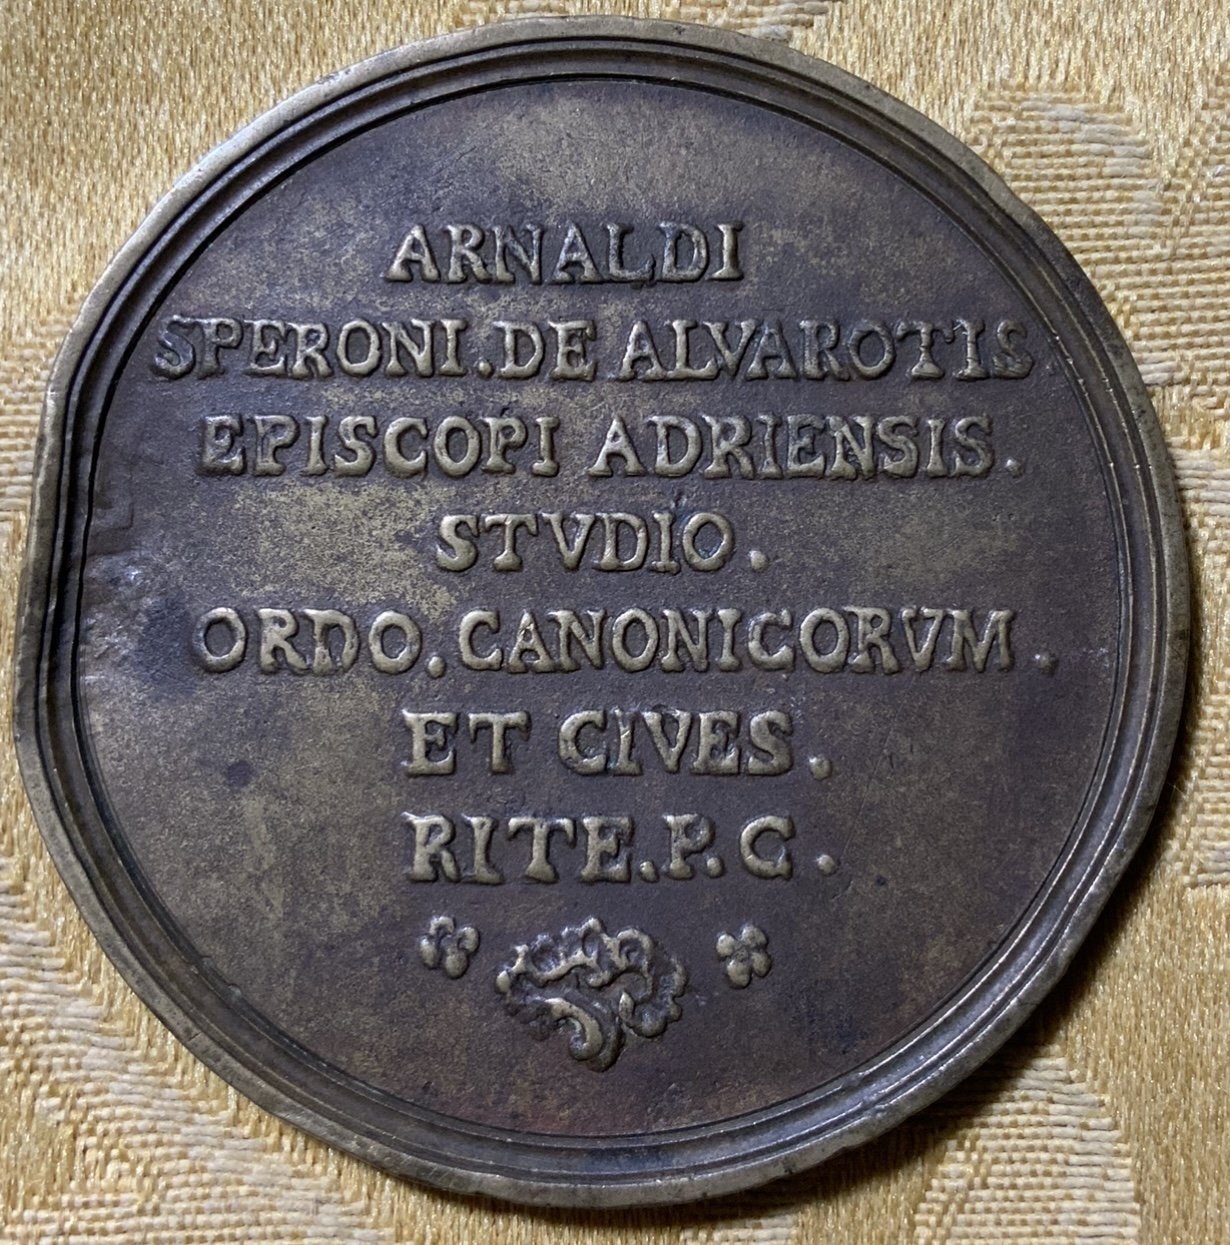 ARNALDI
SPERONI.DE ALVAROTIS
EPISCOPI ADRIENSIS.
STVDIO.
ORDO.CANONICORVM.
ET CIVES.
RITE.P.C.